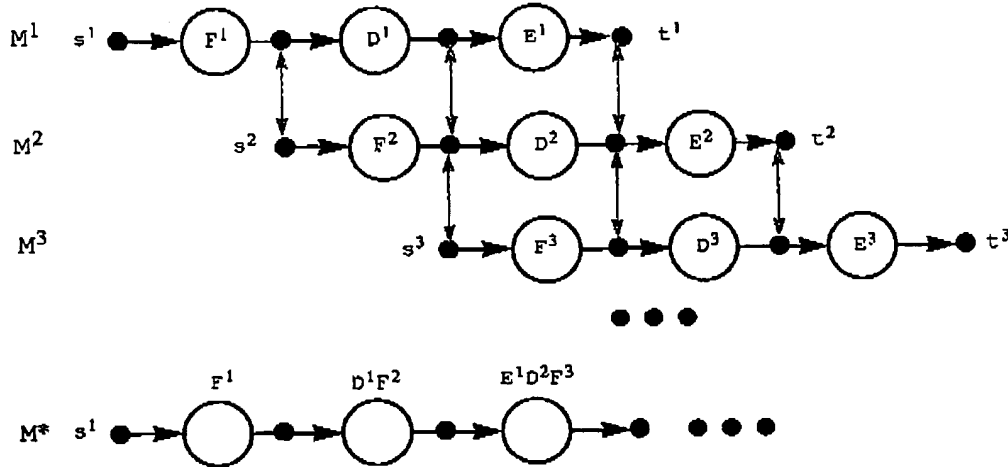 M¹ s¹ F¹ D¹ E¹ t¹
M² s² F² D² E² t²
M³ s³ F³ D³ E³ t³
F¹ D¹F² E¹D²F³
M* s¹